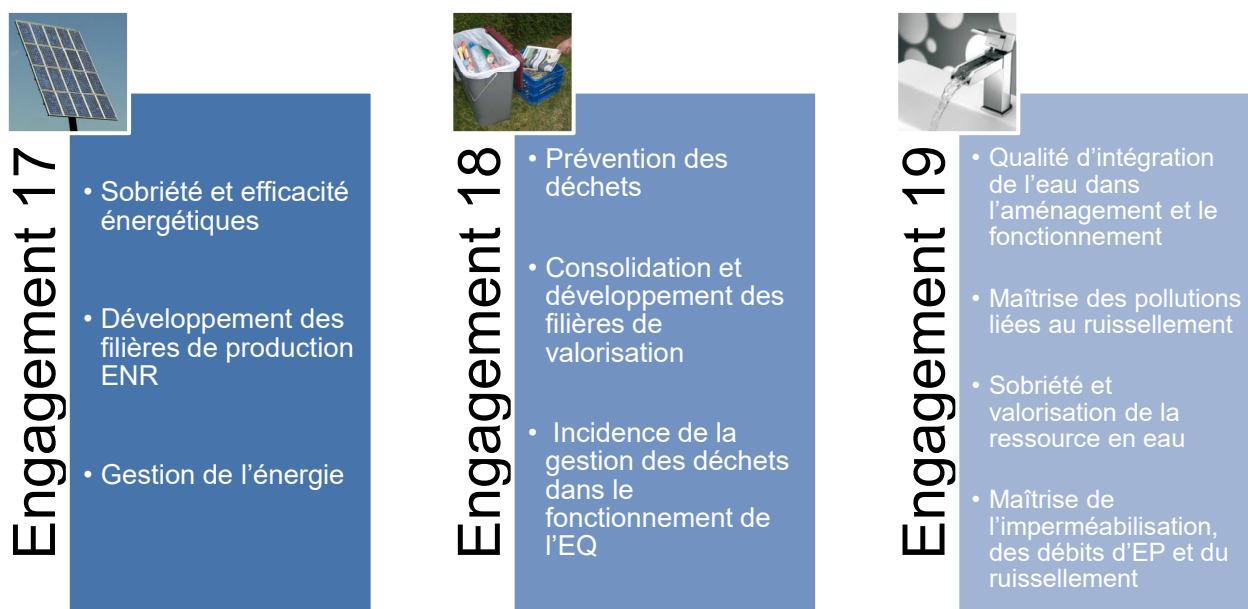 Engagement 17
• Sobriété et efficacité
énergétiques
• Développement des
filières de production
ENR
• Gestion de l’énergie
Engagement 18
• Prévention des
déchets
• Consolidation et
développement des
filières de
valorisation
• Incidence de la
gestion des déchets
dans le
fonctionnement de
l’EQ
Engagement 19
• Qualité d’intégration
de l’eau dans
l’aménagement et le
fonctionnement
• Maîtrise des pollutions
liées au ruissellement
• Sobriété et
valorisation de la
ressource en eau
• Maîtrise de
l’imperméabilisation,
des débits d’EP et du
ruissellement